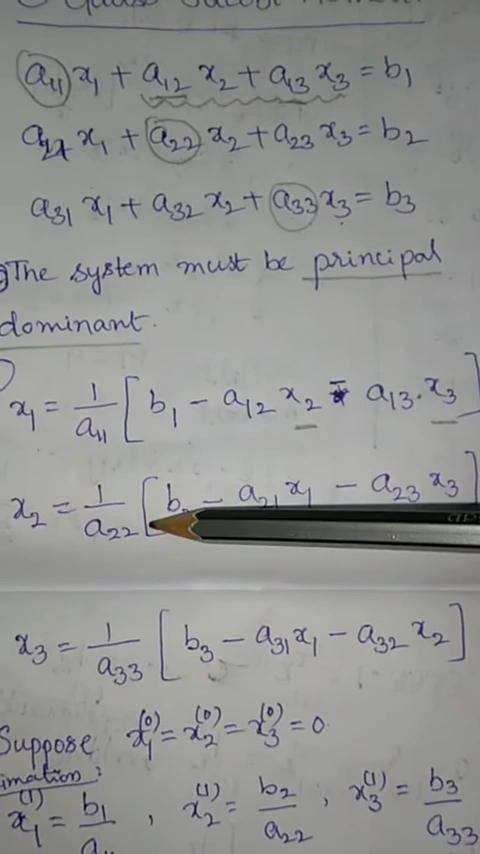 a11 x1 + a12 x2 + a13 x3 = b1
a21 x1 + a22 x2 + a23 x3 = b2
a31 x1 + a32 x2 + a33 x3 = b3
The system must be principal
dominant.
x1 = 1/a11 [ b1 - a12 x2 - a13 . x3 ]
x2 = 1/a22 [ b2 - a21 x1 - a23 x3 ]
x3 = 1/a33 [ b3 - a31 x1 - a32 x2 ]
Suppose x1^(0) = x2^(0) = x3^(0) = 0.
x1^(1) = b1/ , x2^(1) = b2/a22 , x3^(1) = b3/a33